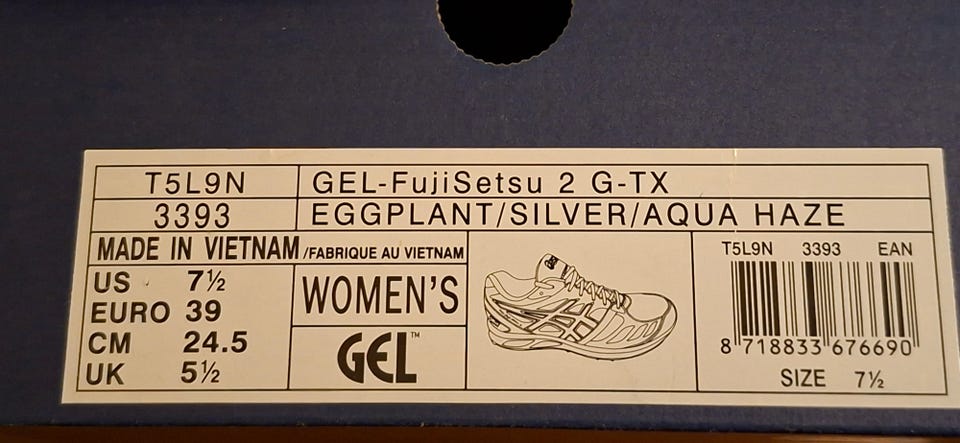 T5L9N GEL-FujiSetsu 2 G-TX
3393 EGGPLANT/SILVER/AQUA HAZE
MADE IN VIETNAM /FABRIQUE AU VIETNAM
US 7½
EURO 39
CM 24.5
UK 5½
WOMEN'S
GEL™
T5L9N 3393 EAN
8 718833 676690
SIZE 7½